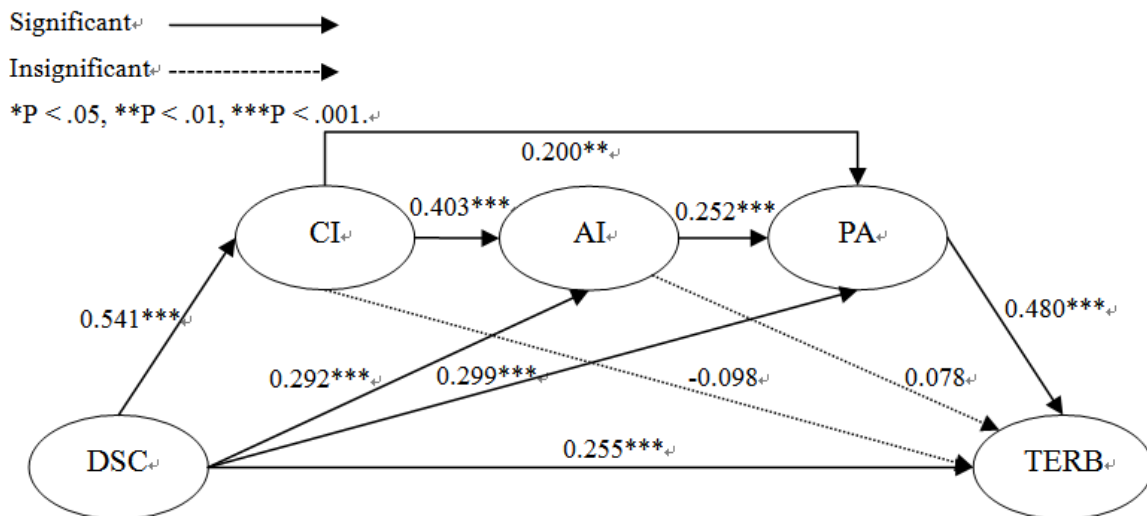 Significant
Insignificant
*P < .05, **P < .01, ***P < .001.
0.200**
CI
0.403***
AI
0.252***
PA
0.541***
0.292***
0.299***
-0.098
0.078
0.480***
DSC
0.255***
TERB